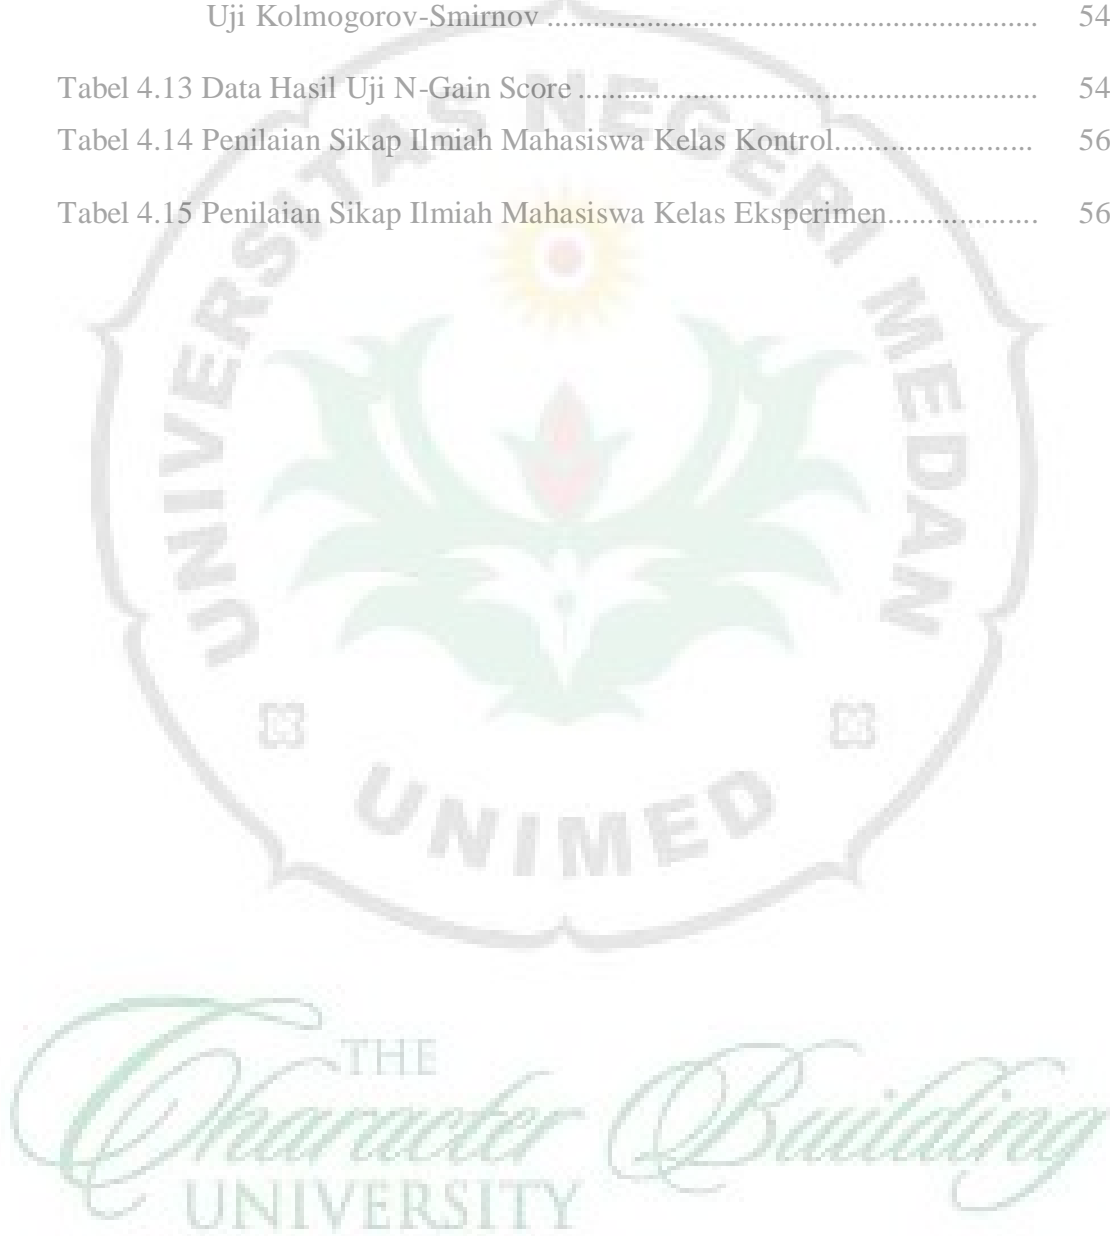 Uji Kolmogorov-Smirnov ............................................................ 54
Tabel 4.13 Data Hasil Uji N-Gain Score ........................................................ 54
Tabel 4.14 Penilaian Sikap Ilmiah Mahasiswa Kelas Kontrol........................ 56
Tabel 4.15 Penilaian Sikap Ilmiah Mahasiswa Kelas Eksperimen................... 56
UNIVERSITAS NEGERI MEDAN
UNIMED
THE
Character Building
UNIVERSITY